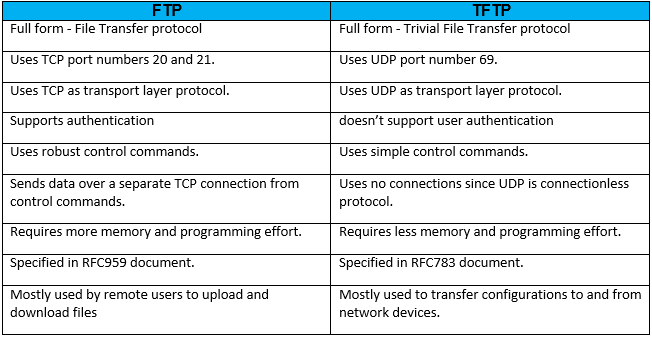 FTP
TFTP
Full form - File Transfer protocol
Full form - Trivial File Transfer protocol
Uses TCP port numbers 20 and 21.
Uses UDP port number 69.
Uses TCP as transport layer protocol.
Uses UDP as transport layer protocol.
Supports authentication
doesn’t support user authentication
Uses robust control commands.
Uses simple control commands.
Sends data over a separate TCP connection from
control commands.
Uses no connections since UDP is connectionless
protocol.
Requires more memory and programming effort.
Requires less memory and programming effort.
Specified in RFC959 document.
Specified in RFC783 document.
Mostly used by remote users to upload and
download files
Mostly used to transfer configurations to and from
network devices.